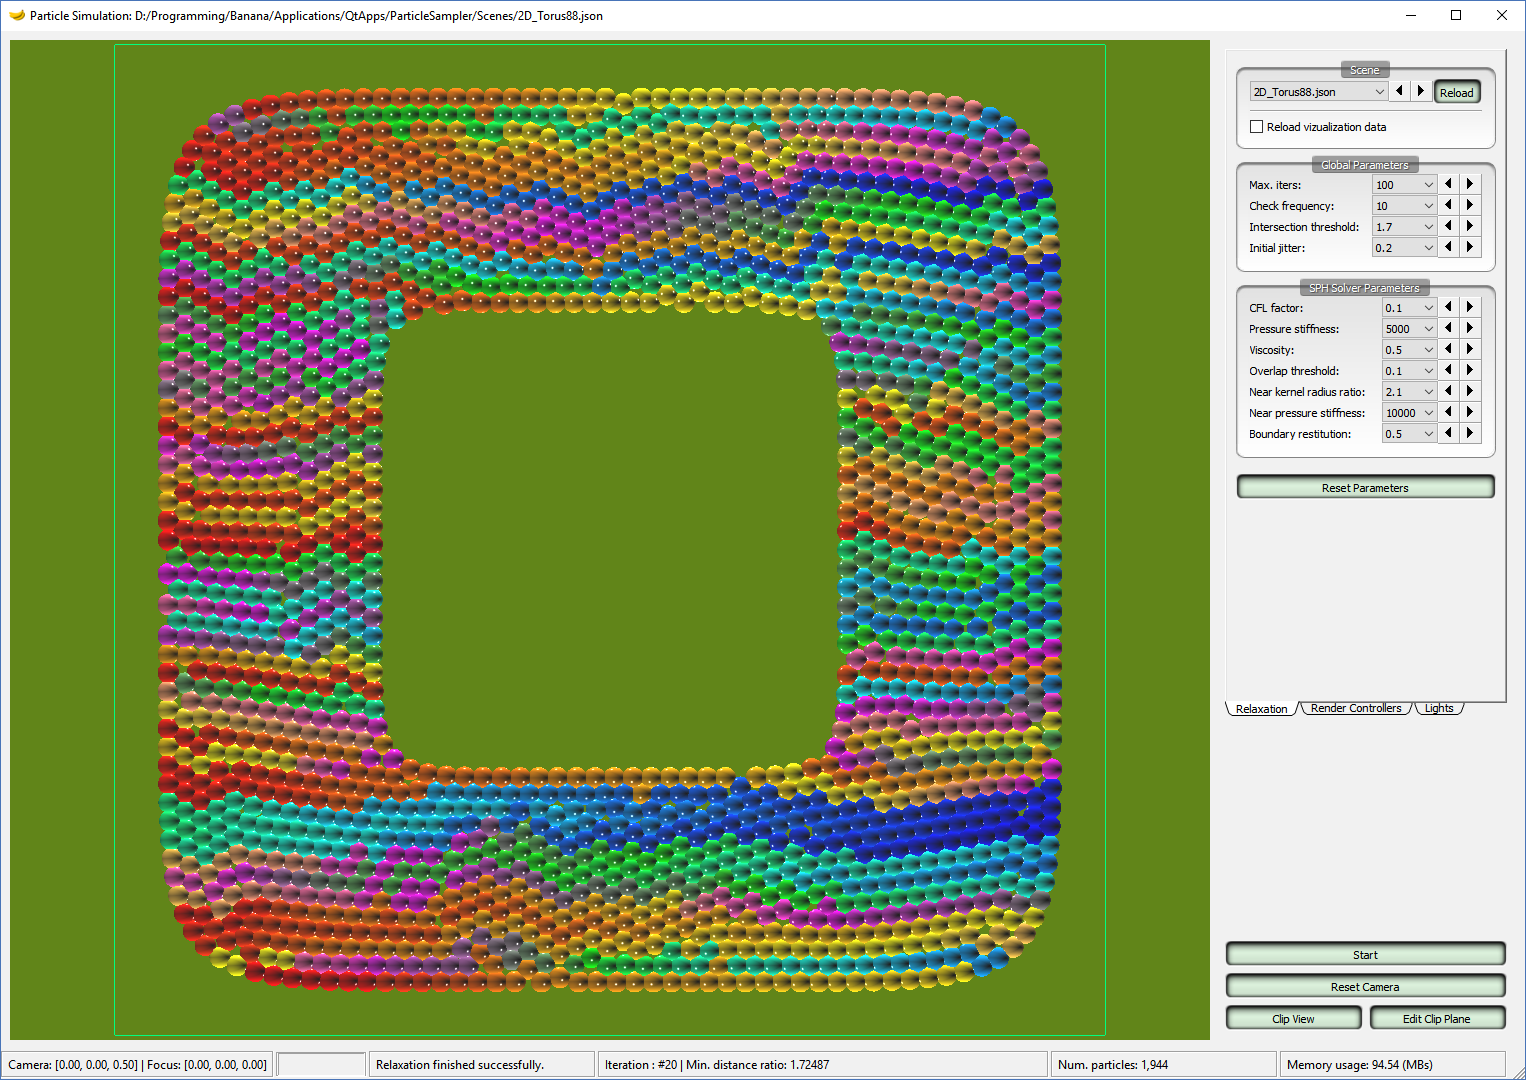 Particle Simulation: D:/Programming/Banana/Applications/QtApps/ParticleSampler/Scenes/2D_Torus88.json
Scene
2D_Torus88.json
Reload
Reload vizualization data
Global Parameters
Max. iters: 100
Check frequency: 10
Intersection threshold: 1.7
Initial jitter: 0.2
SPH Solver Parameters
CFL factor: 0.1
Pressure stiffness: 5000
Viscosity: 0.5
Overlap threshold: 0.1
Near kernel radius ratio: 2.1
Near pressure stiffness: 10000
Boundary restitution: 0.5
Reset Parameters
Relaxation Render Controllers Lights
Start
Reset Camera
Clip View Edit Clip Plane
Camera: [0.00, 0.00, 0.50] | Focus: [0.00, 0.00, 0.00] Relaxation finished successfully. Iteration : #20 | Min. distance ratio: 1.72487 Num. particles: 1,944 Memory usage: 94.54 (MBs)